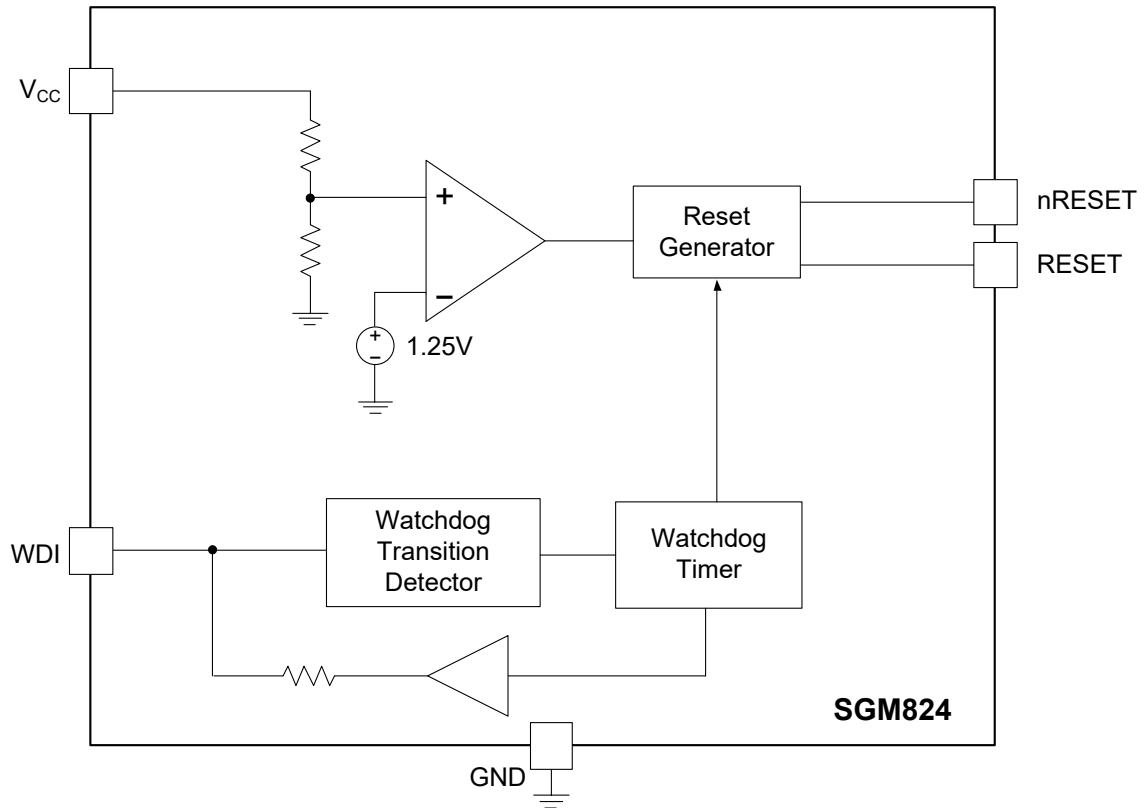 VCC
+
−
1.25V
+
−
Reset
Generator
nRESET
RESET
WDI
Watchdog
Transition
Detector
Watchdog
Timer
SGM824
GND